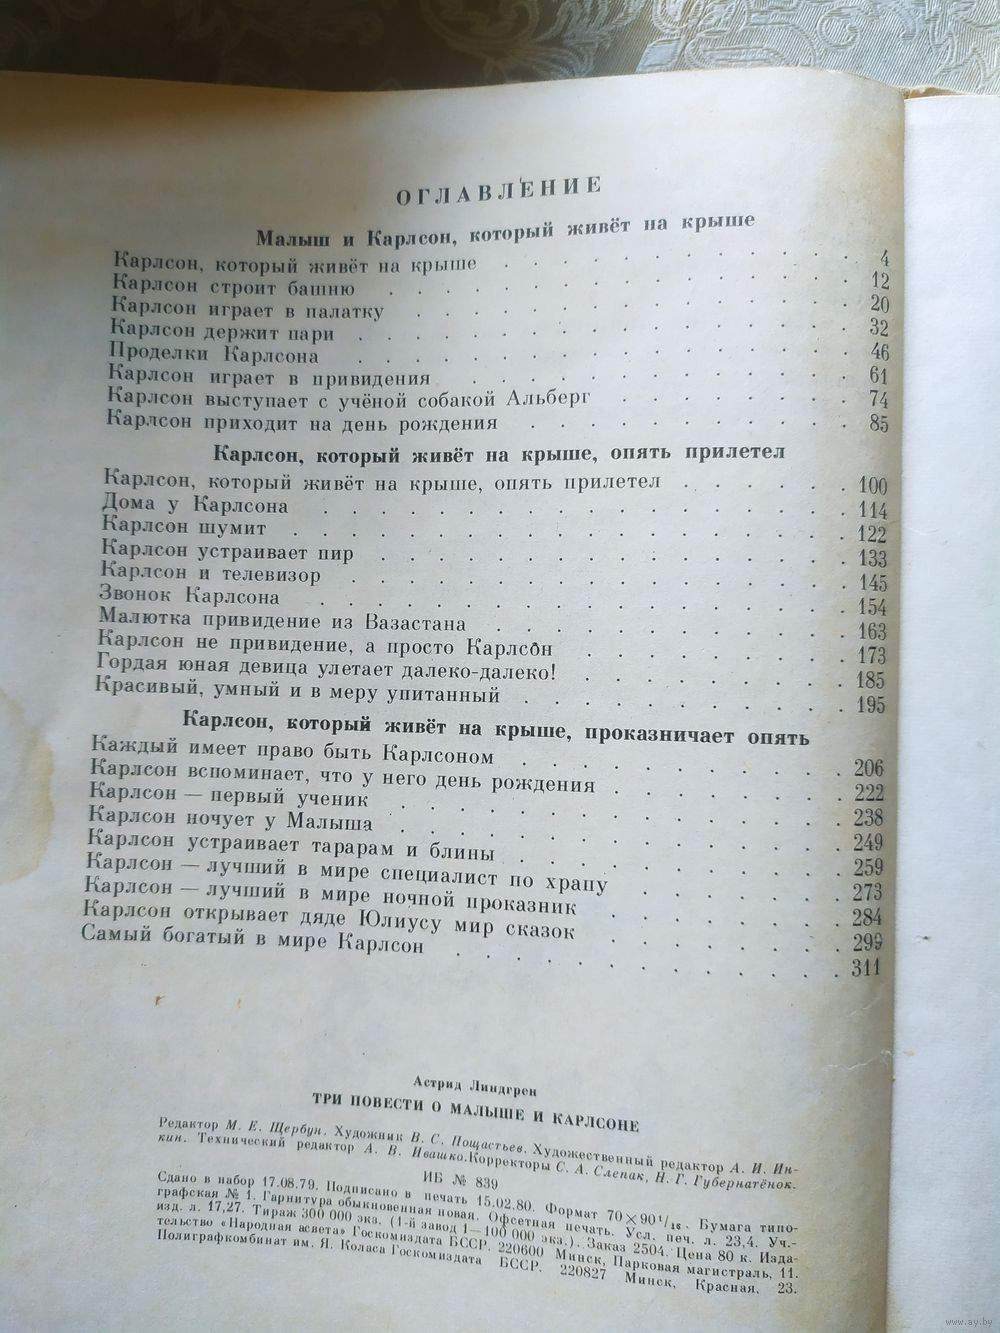 ОГЛАВЛЕНИЕ
Малыш и Карлсон, который живёт на крыше
Карлсон, который живёт на крыше . . . . . . . . . . 4
Карлсон строит башню . . . . . . . . . . 12
Карлсон играет в палатку . . . . . . . . . . 20
Карлсон держит пари . . . . . . . . . . 32
Проделки Карлсона . . . . . . . . . . 46
Карлсон играет в привидения . . . . . . . . . . 61
Карлсон выступает с учёной собакой Альберг . . . . . . . 74
Карлсон приходит на день рождения . . . . . . . . . 85
Карлсон, который живёт на крыше, опять прилетел
Карлсон, который живёт на крыше, опять прилетел . . . . . 100
Дома у Карлсона . . . . . . . . . . 114
Карлсон шумит . . . . . . . . . . 122
Карлсон устраивает пир . . . . . . . . . . 133
Карлсон и телевизор . . . . . . . . . . 145
Звонок Карлсона . . . . . . . . . . 154
Малютка привидение из Вазастана . . . . . . . . . . 163
Карлсон не привидение, а просто Карлсон . . . . . . . 173
Гордая юная девица улетает далеко-далеко! . . . . . . . 185
Красивый, умный и в меру упитанный . . . . . . . . . 195
Карлсон, который живёт на крыше, проказничает опять
Каждый имеет право быть Карлсоном . . . . . . . . . 206
Карлсон вспоминает, что у него день рождения . . . . . . 222
Карлсон — первый ученик . . . . . . . . . . 238
Карлсон ночует у Малыша . . . . . . . . . . 249
Карлсон устраивает тарарам и блины . . . . . . . . . 259
Карлсон — лучший в мире специалист по храпу . . . . . . 273
Карлсон — лучший в мире ночной проказник . . . . . . . 284
Карлсон открывает дяде Юлиусу мир сказок . . . . . . . 299
Самый богатый в мире Карлсон . . . . . . . . . . 311
Астрид Линдгрен
ТРИ ПОВЕСТИ О МАЛЫШЕ И КАРЛСОНЕ
Редактор М. Е. Щербун. Художник В. С. Пощастьев. Художественный редактор А. И. Ин-
кин. Технический редактор А. В. Ивашко. Корректоры С. А. Слепак, Н. Г. Губернатёнок.
ИБ № 839
Сдано в набор 17.08.79. Подписано в печать 15.02.80. Формат 70×90¹/₁₆. Бумага типо-
графская № 1. Гарнитура обыкновенная новая. Офсетная печать. Усл. печ. л. 23,4. Уч.-
изд. л. 17,27. Тираж 300 000 экз. (1-й завод 1—100 000 экз.). Заказ 2504. Цена 80 к. Изда-
тельство «Народная асвета» Госкомиздата БССР. 220600 Минск, Парковая магистраль, 11.
Полиграфкомбинат им. Я. Коласа Госкомиздата БССР. 220827 Минск, Красная, 23.
www.ay.by